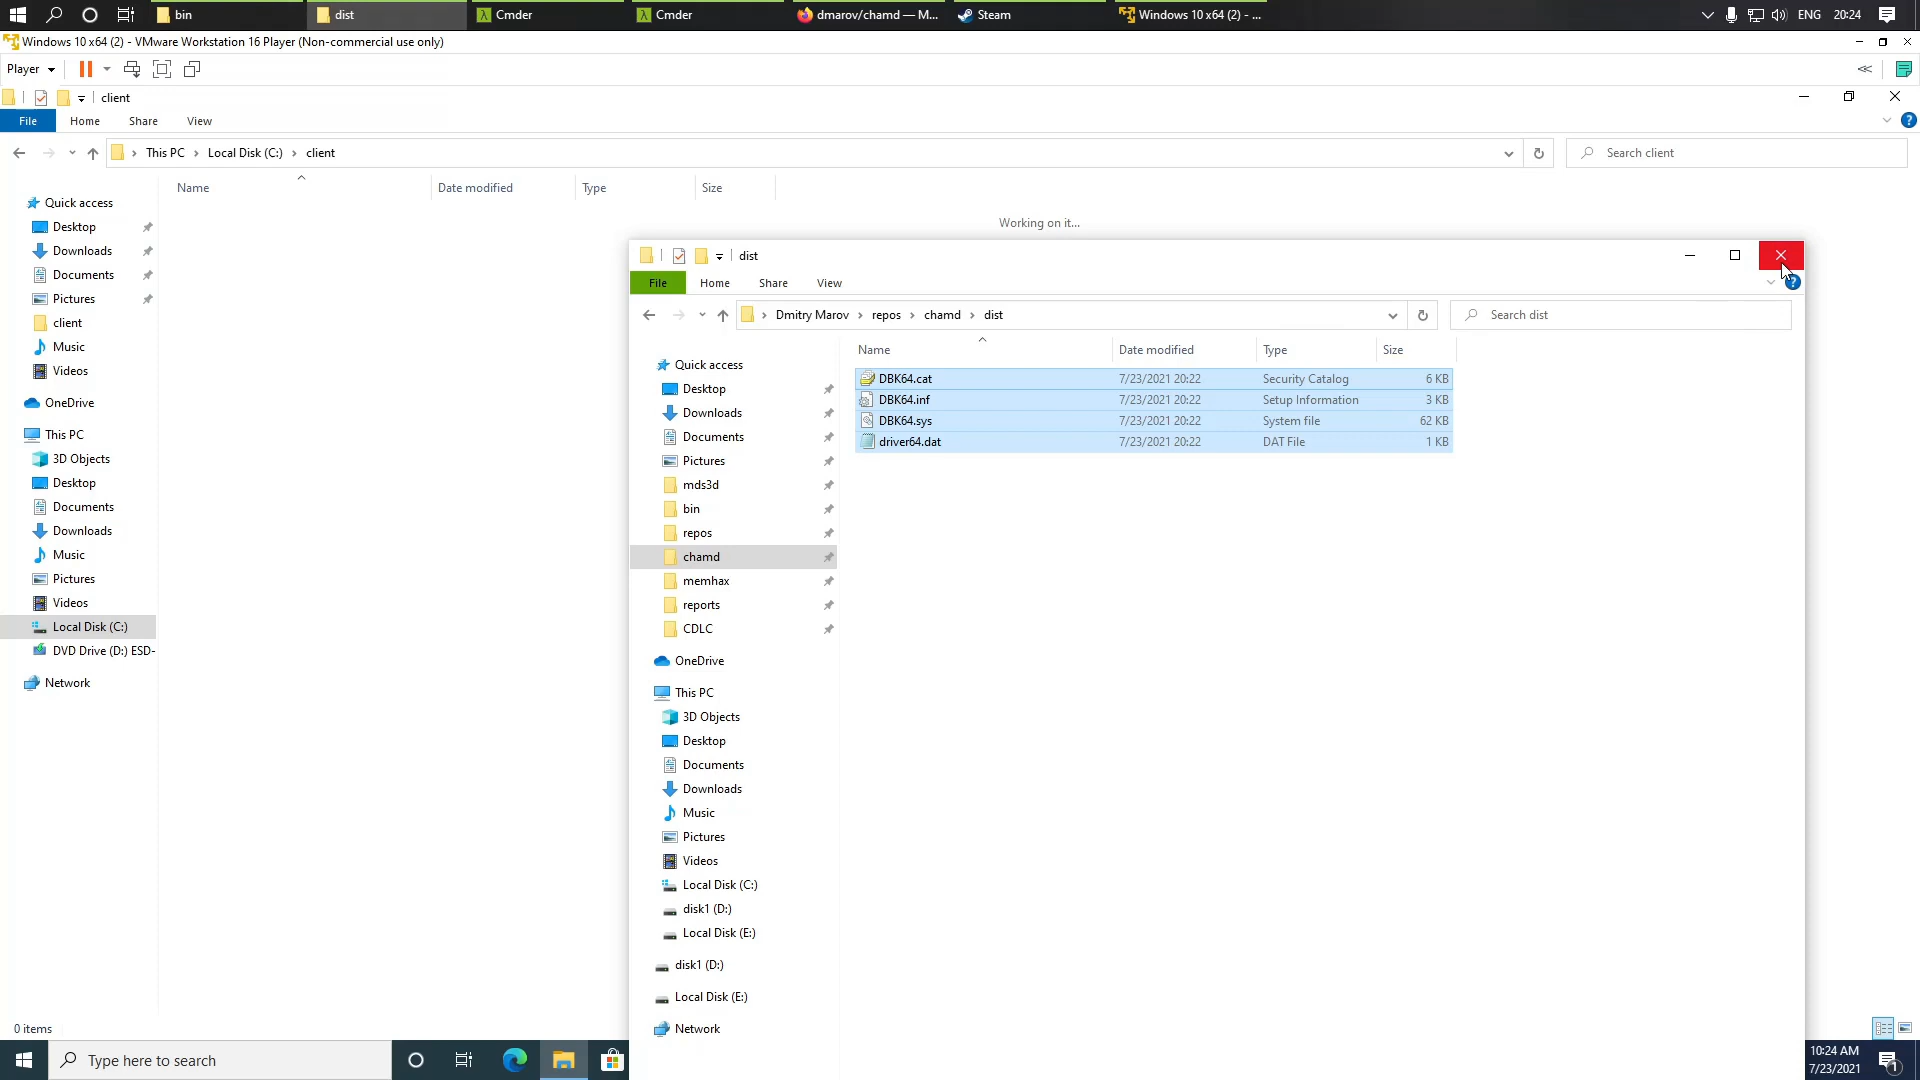 bin
dist
Cmder
Cmder
dmarov/chamd — M...
Steam
Windows 10 x64 (2) - ...
ENG
20:24
Windows 10 x64 (2) - VMware Workstation 16 Player (Non-commercial use only)
Player
client
File
Home
Share
View
This PC
Local Disk (C:)
client
Search client
Name
Date modified
Type
Size
Working on it...
Quick access
Desktop
Downloads
Documents
Pictures
client
Music
Videos
OneDrive
This PC
3D Objects
Desktop
Documents
Downloads
Music
Pictures
Videos
Local Disk (C:)
DVD Drive (D:) ESD-
Network
0 items
dist
File
Home
Share
View
Dmitry Marov
repos
chamd
dist
Search dist
Name
Date modified
Type
Size
DBK64.cat 7/23/2021 20:22 Security Catalog 6 KB
DBK64.inf 7/23/2021 20:22 Setup Information 3 KB
DBK64.sys 7/23/2021 20:22 System file 62 KB
driver64.dat 7/23/2021 20:22 DAT File 1 KB
Quick access
Desktop
Downloads
Documents
Pictures
mds3d
bin
repos
chamd
memhax
reports
CDLC
OneDrive
This PC
3D Objects
Desktop
Documents
Downloads
Music
Pictures
Videos
Local Disk (C:)
disk1 (D:)
Local Disk (E:)
disk1 (D:)
Local Disk (E:)
Network
Type here to search
10:24 AM
7/23/2021
1